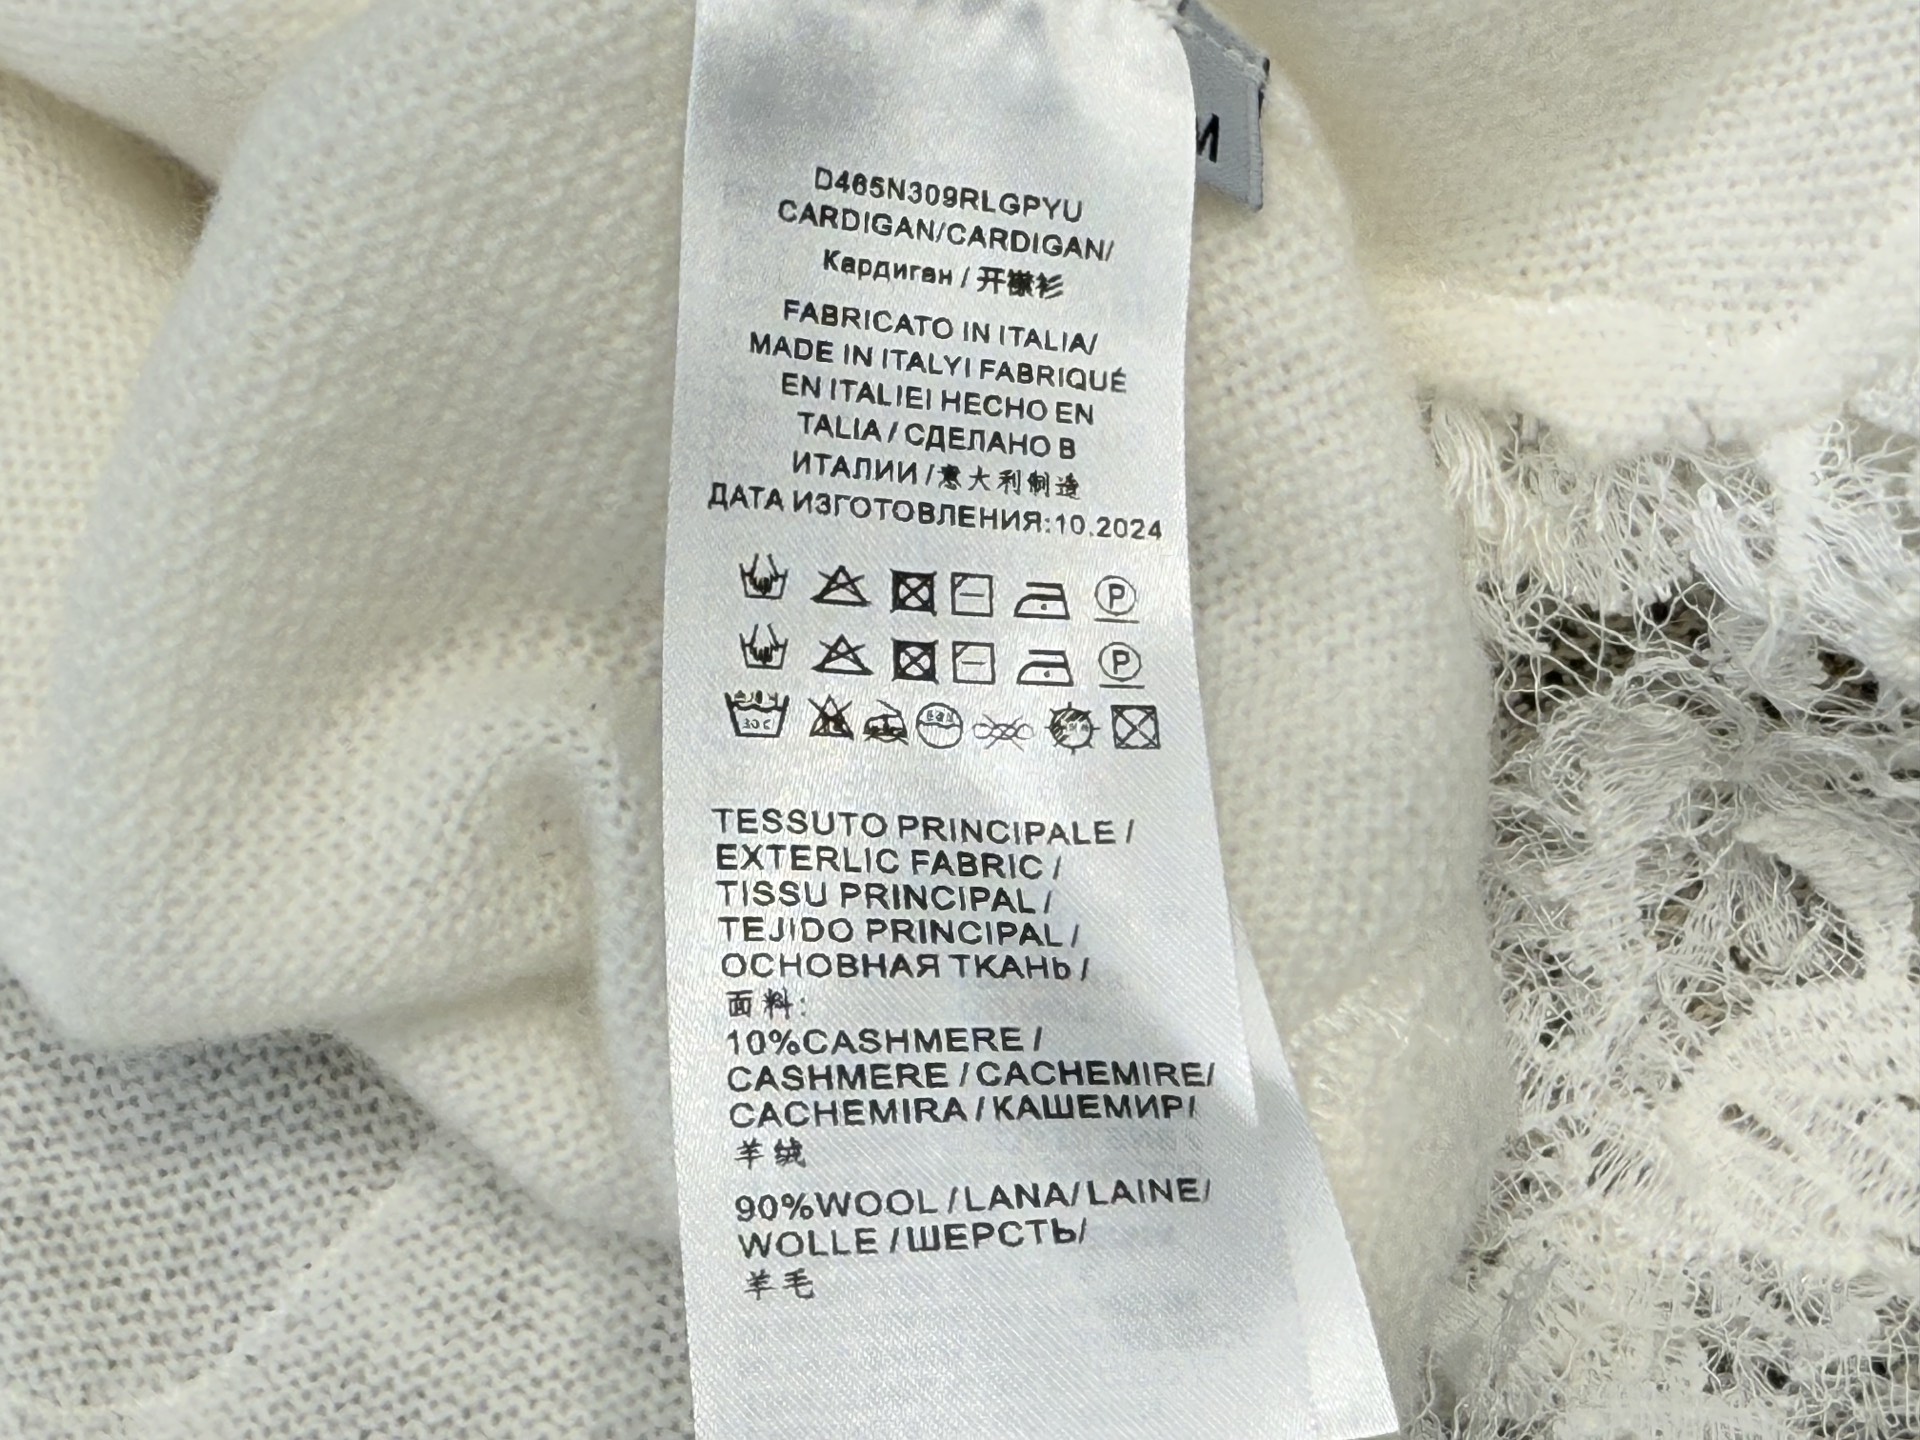 M
D465N309RLGPYU
CARDIGAN/CARDIGAN/
Кардиган / 开襟衫
FABRICATO IN ITALIA/
MADE IN ITALYI FABRIQUÉ
EN ITALIEI HECHO EN
TALIA / СДЕЛАНО В
ИТАЛИИ / 意大利制造
ДАТА ИЗГОТОВЛЕНИЯ:10.2024
P
P
30C
TESSUTO PRINCIPALE /
EXTERLIC FABRIC /
TISSU PRINCIPAL /
TEJIDO PRINCIPAL /
ОСНОВНАЯ ТКАНЬ /
面料:
10%CASHMERE /
CASHMERE / CACHEMIRE/
CACHEMIRA / КАШЕМИР/
羊绒
90%WOOL / LANA/ LAINE/
WOLLE / ШЕРСТЬ/
羊毛